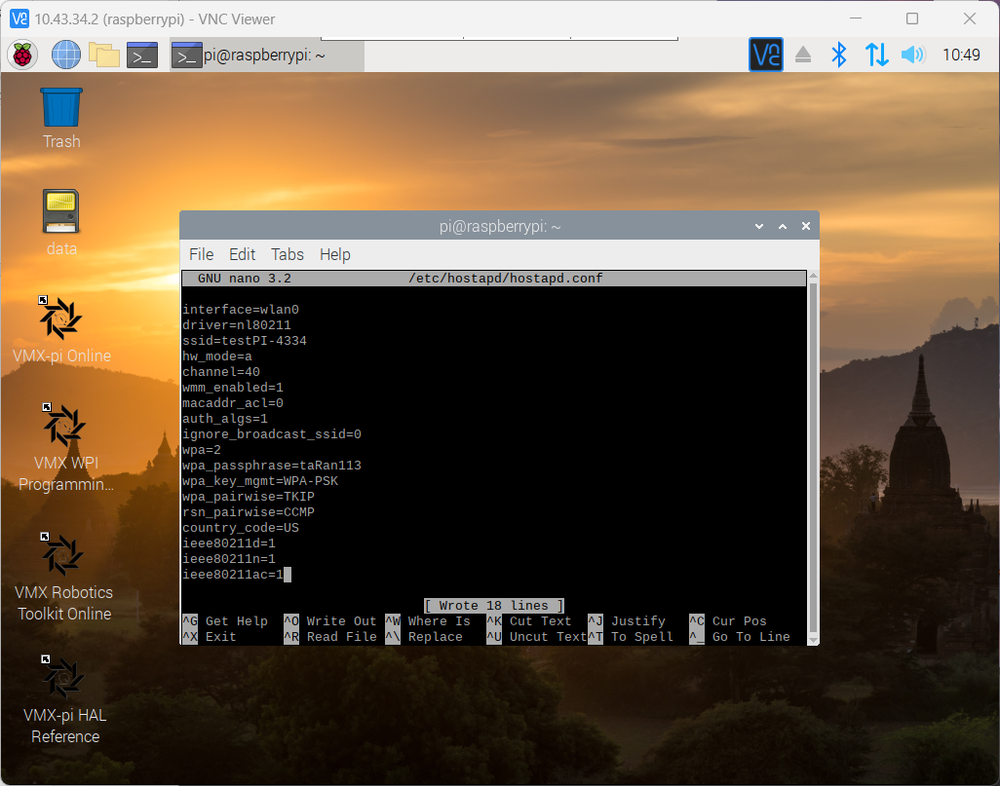 10.43.34.2 (raspberrypi) - VNC Viewer
pi@raspberrypi: ~
10:49
Trash
data
VMX-pi Online
VMX WPI
Programmin...
VMX Robotics
Toolkit Online
VMX-pi HAL
Reference
pi@raspberrypi: ~
File Edit Tabs Help
GNU nano 3.2 /etc/hostapd/hostapd.conf
interface=wlan0
driver=nl80211
ssid=testPI-4334
hw_mode=a
channel=40
wmm_enabled=1
macaddr_acl=0
auth_algs=1
ignore_broadcast_ssid=0
wpa=2
wpa_passphrase=taRan113
wpa_key_mgmt=WPA-PSK
wpa_pairwise=TKIP
rsn_pairwise=CCMP
country_code=US
ieee80211d=1
ieee80211n=1
ieee80211ac=1
[ Wrote 18 lines ]
^G Get Help ^O Write Out ^W Where Is ^K Cut Text ^J Justify ^C Cur Pos
^X Exit ^R Read File ^\ Replace ^U Uncut Text^T To Spell ^_ Go To Line